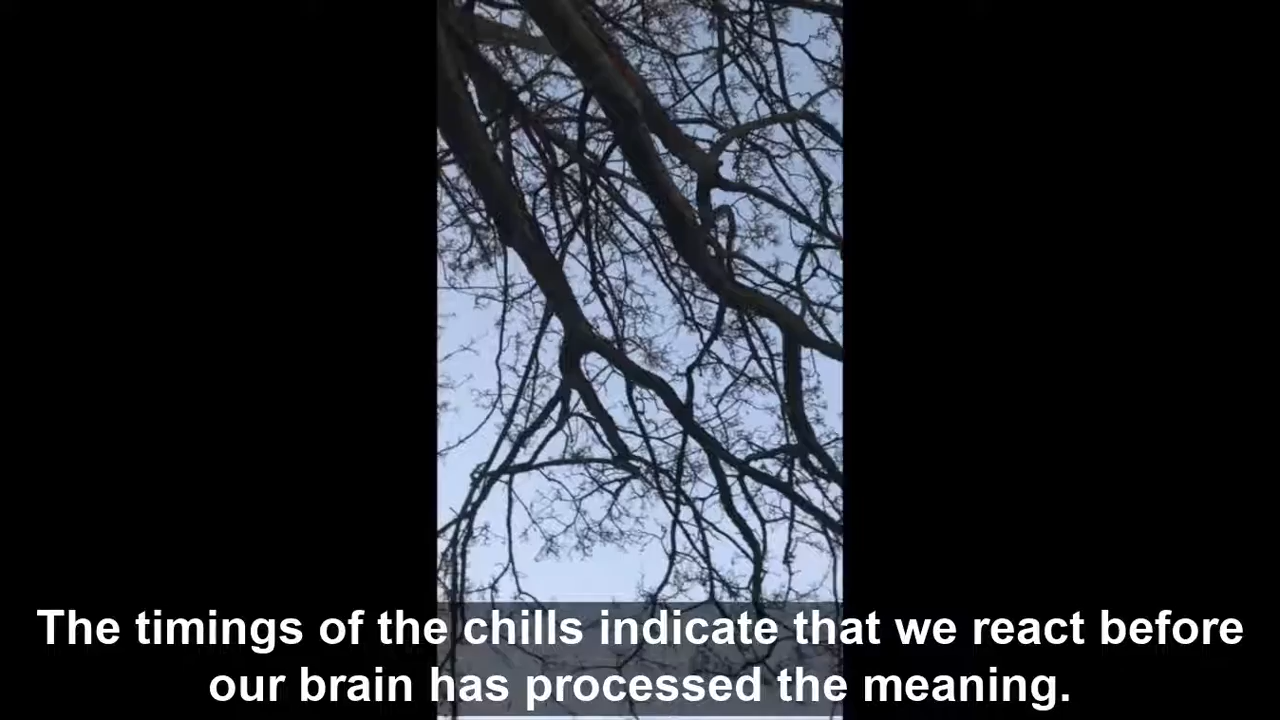 The timings of the chills indicate that we react before
our brain has processed the meaning.